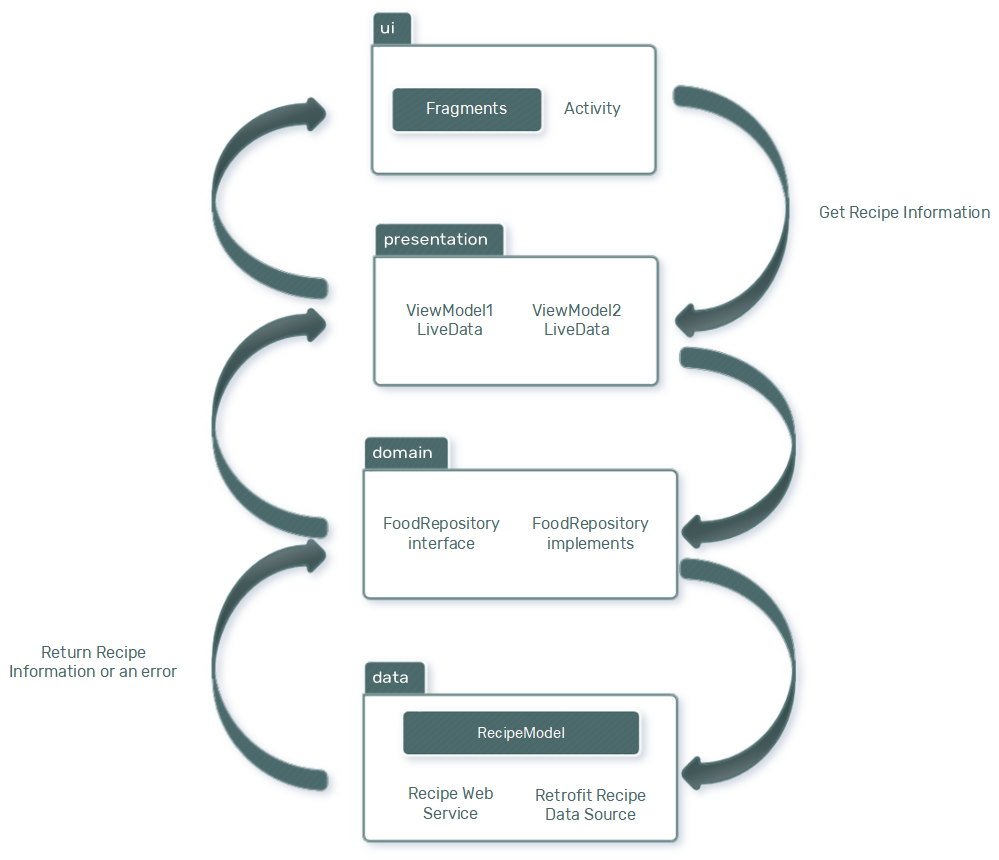 ui
Fragments
Activity
Get Recipe Information
presentation
ViewModel1
LiveData
ViewModel2
LiveData
domain
FoodRepository
interface
FoodRepository
implements
Return Recipe
Information or an error
data
RecipeModel
Recipe Web
Service
Retrofit Recipe
Data Source